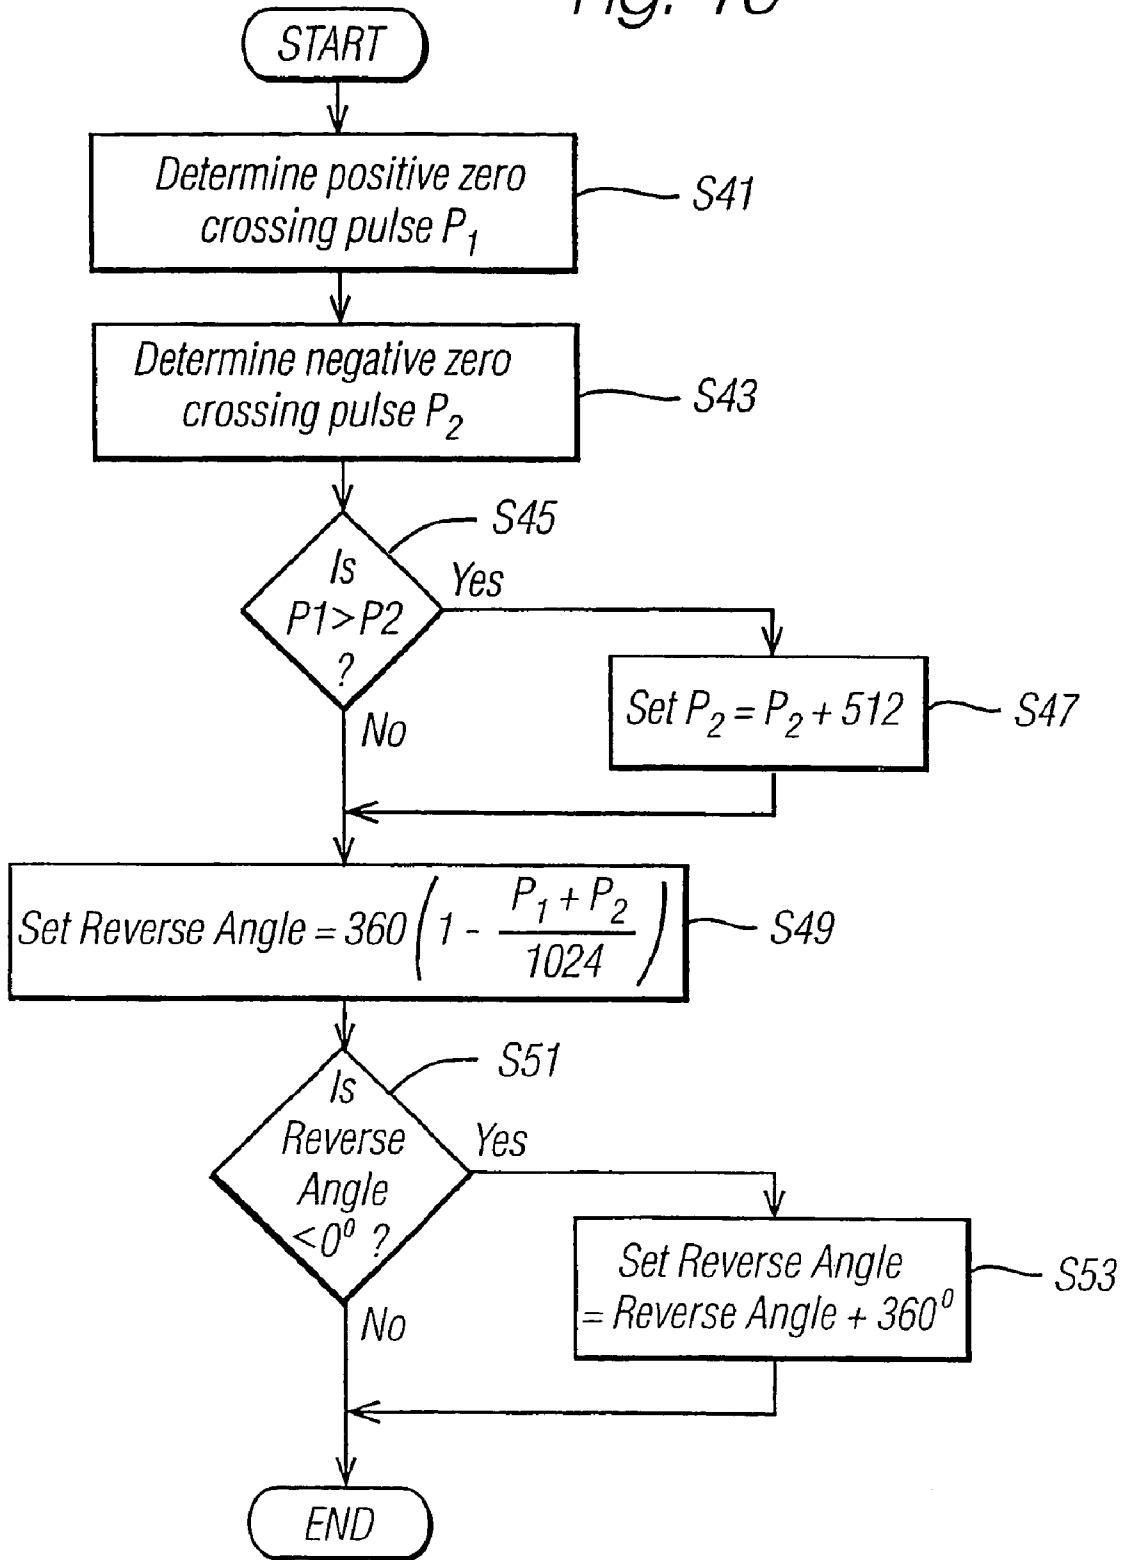 START
Determine positive zero
crossing pulse P₁
S41
Determine negative zero
crossing pulse P₂
S43
S45
Is
P1>P2
?
Yes
No
Set P₂ = P₂ + 512
S47
Set Reverse Angle = 360 (1 - (P₁ + P₂)/1024)
S49
S51
Is
Reverse
Angle
<0⁰ ?
Yes
No
Set Reverse Angle
= Reverse Angle + 360⁰
S53
END